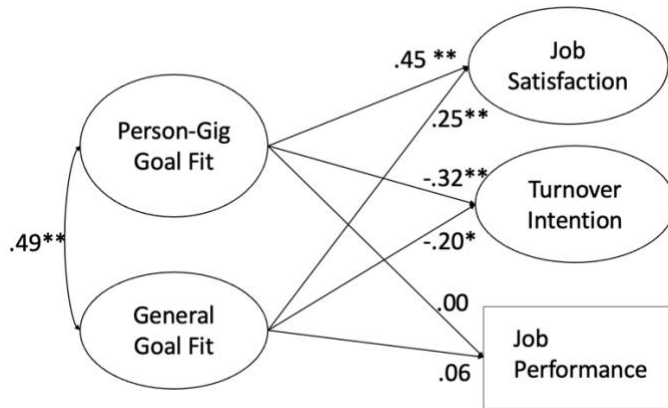 .45 **
Job
Satisfaction
.25**
Person-Gig
Goal Fit
-.32**
Turnover
Intention
.49**
-.20*
General
Goal Fit
.00
Job
Performance
.06